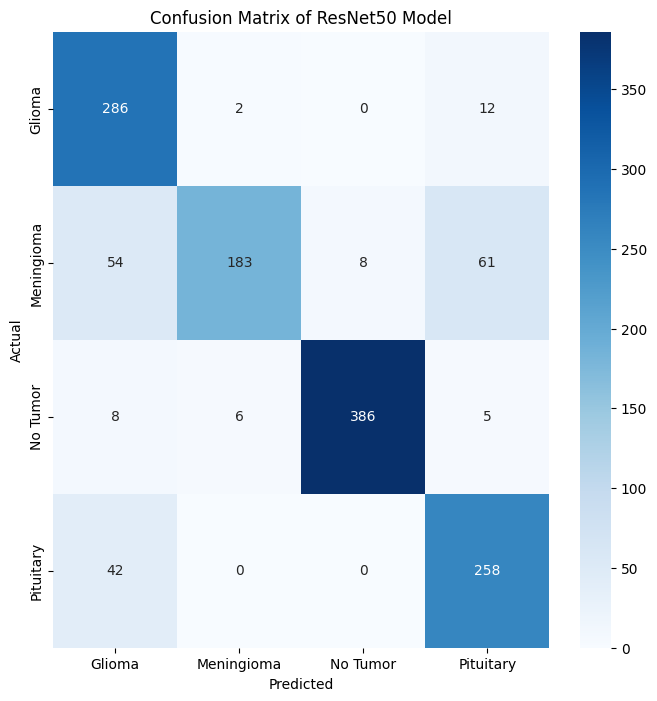 Confusion Matrix of ResNet50 Model
Actual
Glioma
286 2 0 12
Meningioma
54 183 8 61
No Tumor
8 6 386 5
Pituitary
42 0 0 258
Glioma Meningioma No Tumor Pituitary
Predicted
350
300
250
200
150
100
50
0